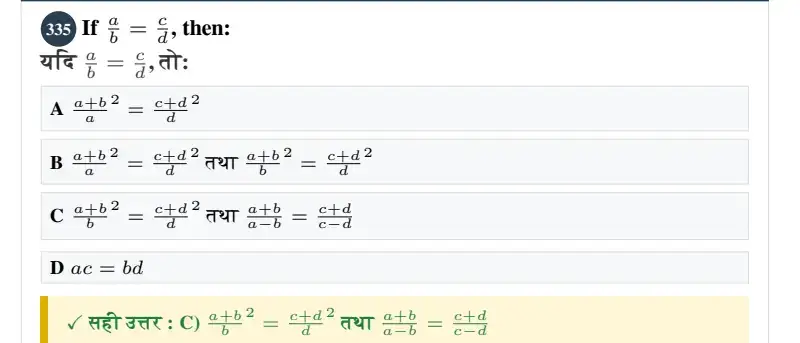 335 If a/b = c/d, then:
यदि a/b = c/d, तो:
A (a+b)/a ² = (c+d)/d ²
B (a+b)/a ² = (c+d)/d ² तथा (a+b)/b ² = (c+d)/d ²
C (a+b)/b ² = (c+d)/d ² तथा (a+b)/(a−b) = (c+d)/(c−d)
D ac = bd
✓ सही उत्तर : C) (a+b)/b ² = (c+d)/d ² तथा (a+b)/(a−b) = (c+d)/(c−d)